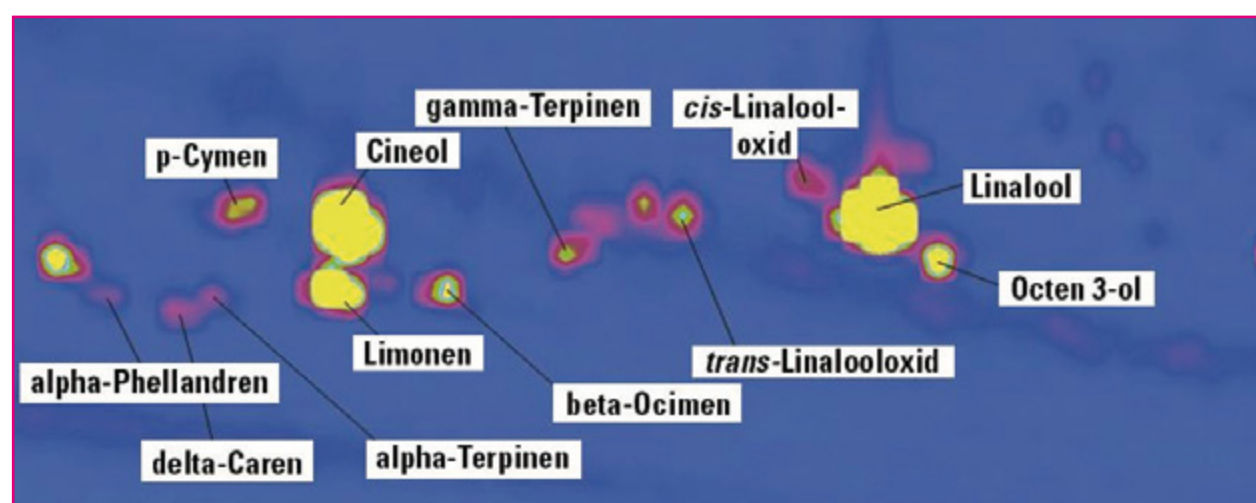 gamma-Terpinen
cis-Linalool-
oxid
p-Cymen
Cineol
Linalool
Octen 3-ol
Limonen
trans-Linalooloxid
alpha-Phellandren
beta-Ocimen
delta-Caren
alpha-Terpinen